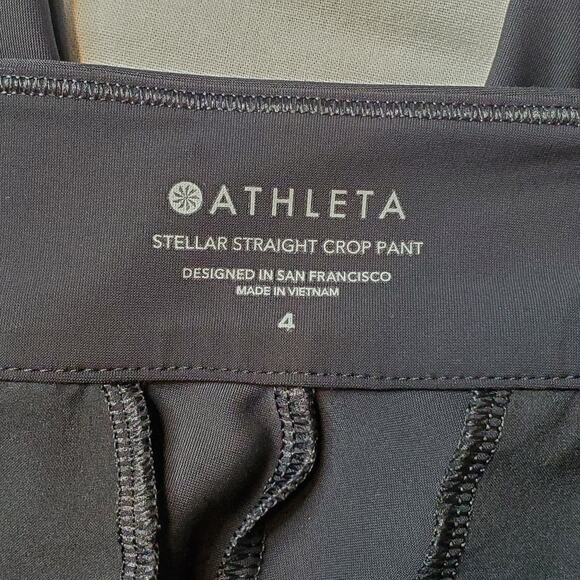 ATHLETA
STELLAR STRAIGHT CROP PANT
DESIGNED IN SAN FRANCISCO
MADE IN VIETNAM
4